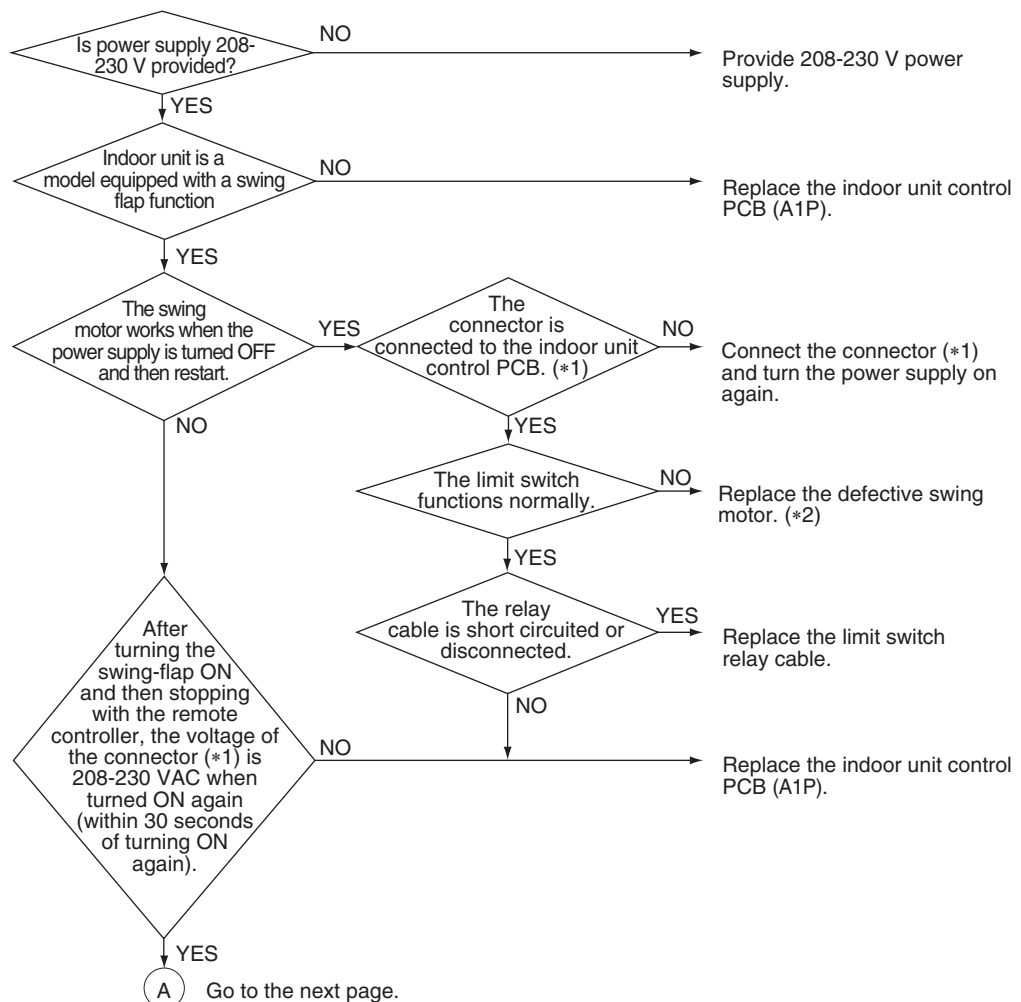 Is power supply 208-
230 V provided?
NO
Provide 208-230 V power
supply.
YES
Indoor unit is a
model equipped with a swing
flap function
NO
Replace the indoor unit control
PCB (A1P).
YES
The swing
motor works when the
power supply is turned OFF
and then restart.
YES
The
connector is
connected to the indoor unit
control PCB. (*1)
NO
Connect the connector (*1)
and turn the power supply on
again.
NO
YES
The limit switch
functions normally.
NO
Replace the defective swing
motor. (*2)
YES
The relay
cable is short circuited or
disconnected.
YES
Replace the limit switch
relay cable.
NO
After
turning the
swing-flap ON
and then stopping
with the remote
controller, the voltage of
the connector (*1) is
208-230 VAC when
turned ON again
(within 30 seconds
of turning ON
again).
NO
Replace the indoor unit control
PCB (A1P).
YES
A
Go to the next page.